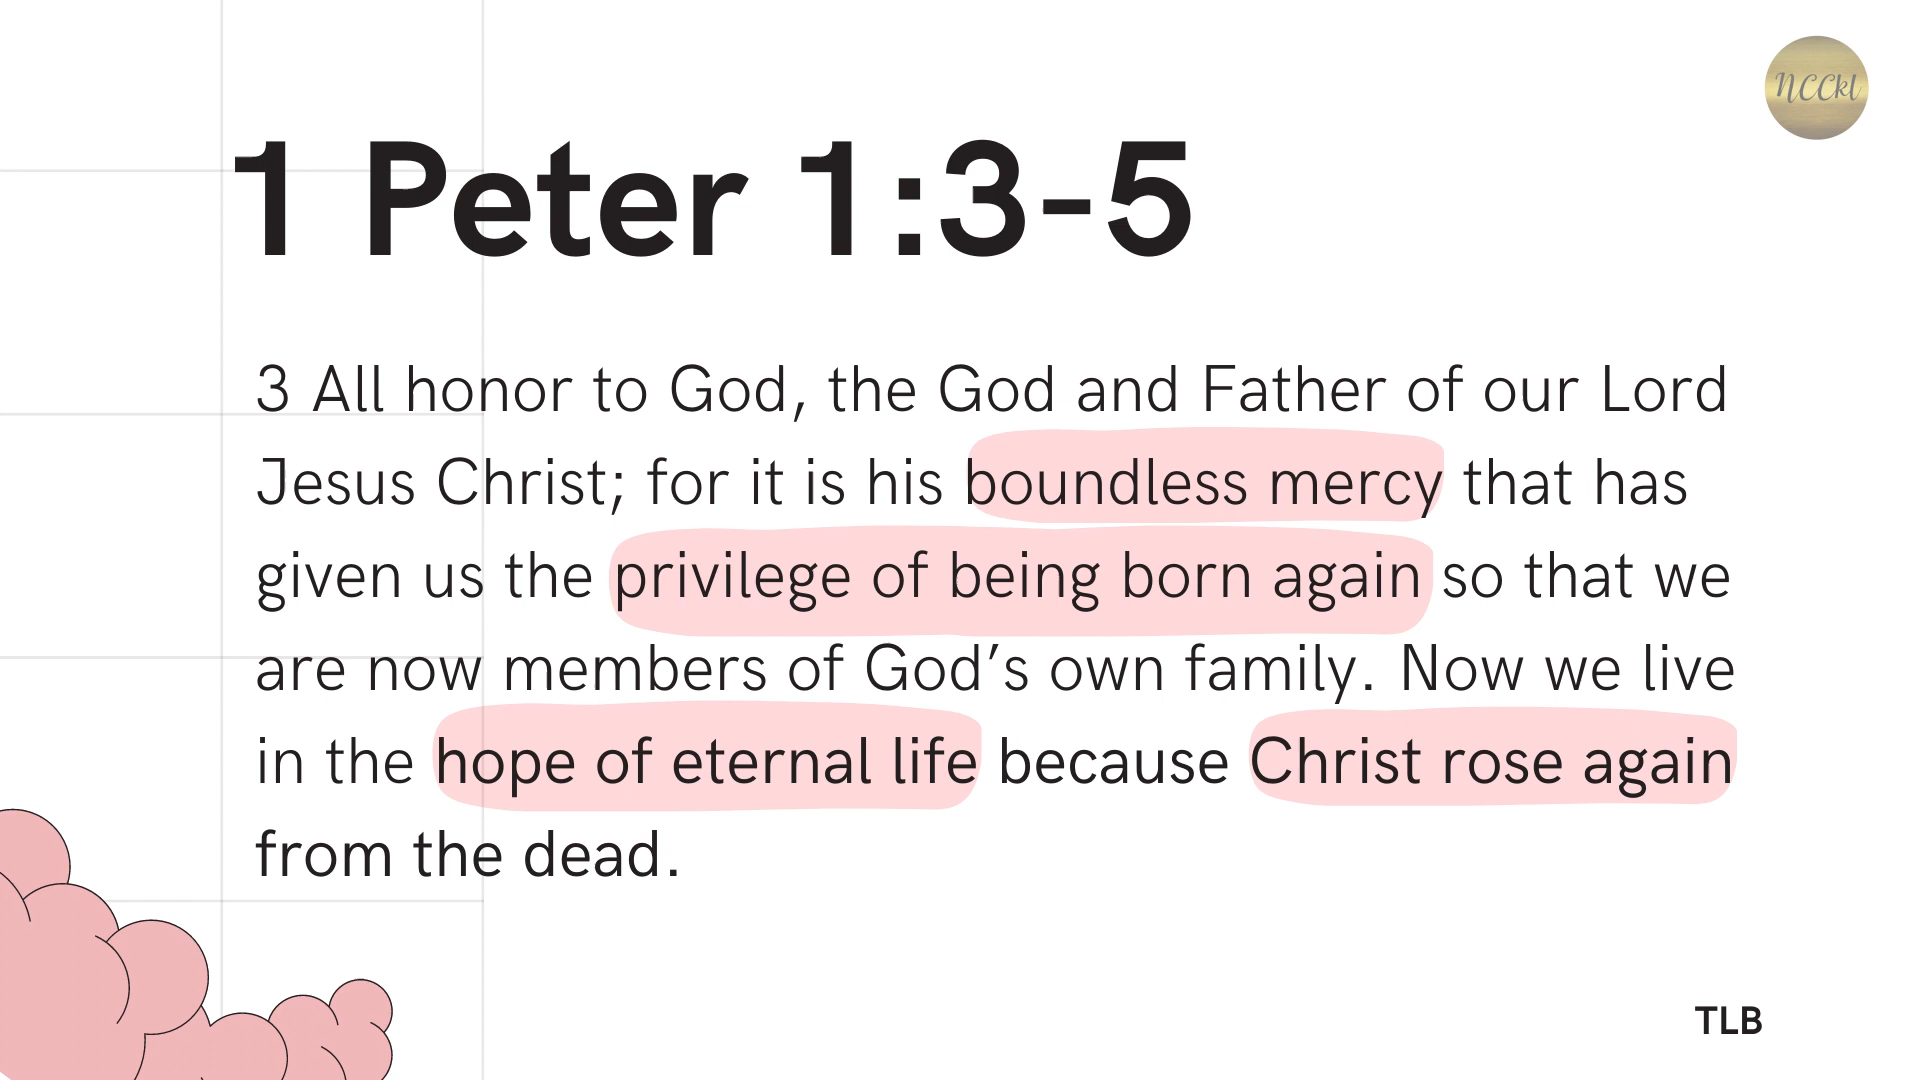 NCCkl
1 Peter 1:3-5
3 All honor to God, the God and Father of our Lord
Jesus Christ; for it is his boundless mercy that has
given us the privilege of being born again so that we
are now members of God’s own family. Now we live
in the hope of eternal life because Christ rose again
from the dead.
TLB